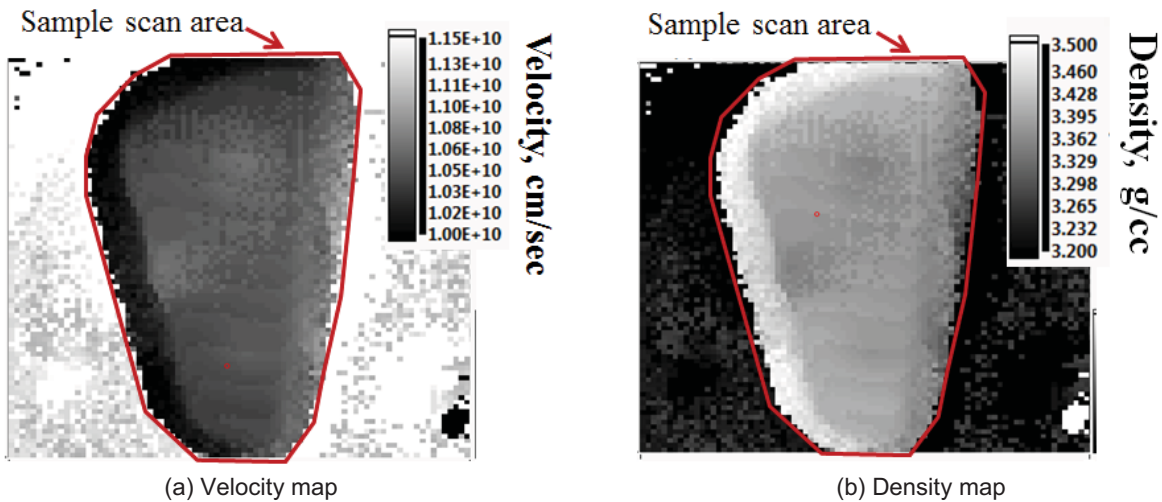 Sample scan area
1.15E+10
1.13E+10
1.11E+10
1.10E+10
1.08E+10
1.06E+10
1.05E+10
1.03E+10
1.02E+10
1.00E+10
Velocity, cm/sec
(a) Velocity map
Sample scan area
3.500
3.460
3.428
3.395
3.329
3.298
3.265
3.232
3.200
Density, g/cc
(b) Density map